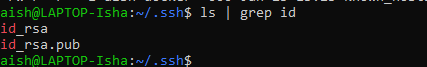 aish@LAPTOP-Isha:~/.ssh$ ls | grep id
id_rsa
id_rsa.pub
aish@LAPTOP-Isha:~/.ssh$